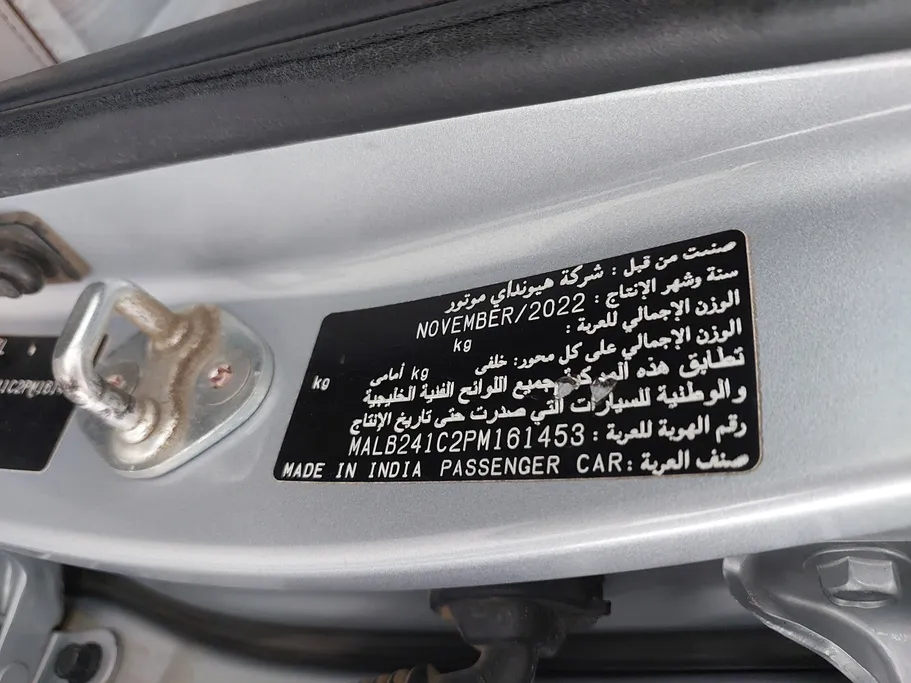 صنعت من قبل : شركة هيونداي موتور
سنة وشهر الإنتاج : NOVEMBER/2022
الوزن الإجمالي للعربة : kg
الوزن الإجمالي على كل محور: خلفى kg أمامى kg
تطابق هذه المركبة جميع اللوائح الفنية الخليجية
والوطنية للسيارات التي صدرت حتى تاريخ الإنتاج
رقم الهوية للعربة : MALB241C2PM161453
صنف العربة : MADE IN INDIA PASSENGER CAR